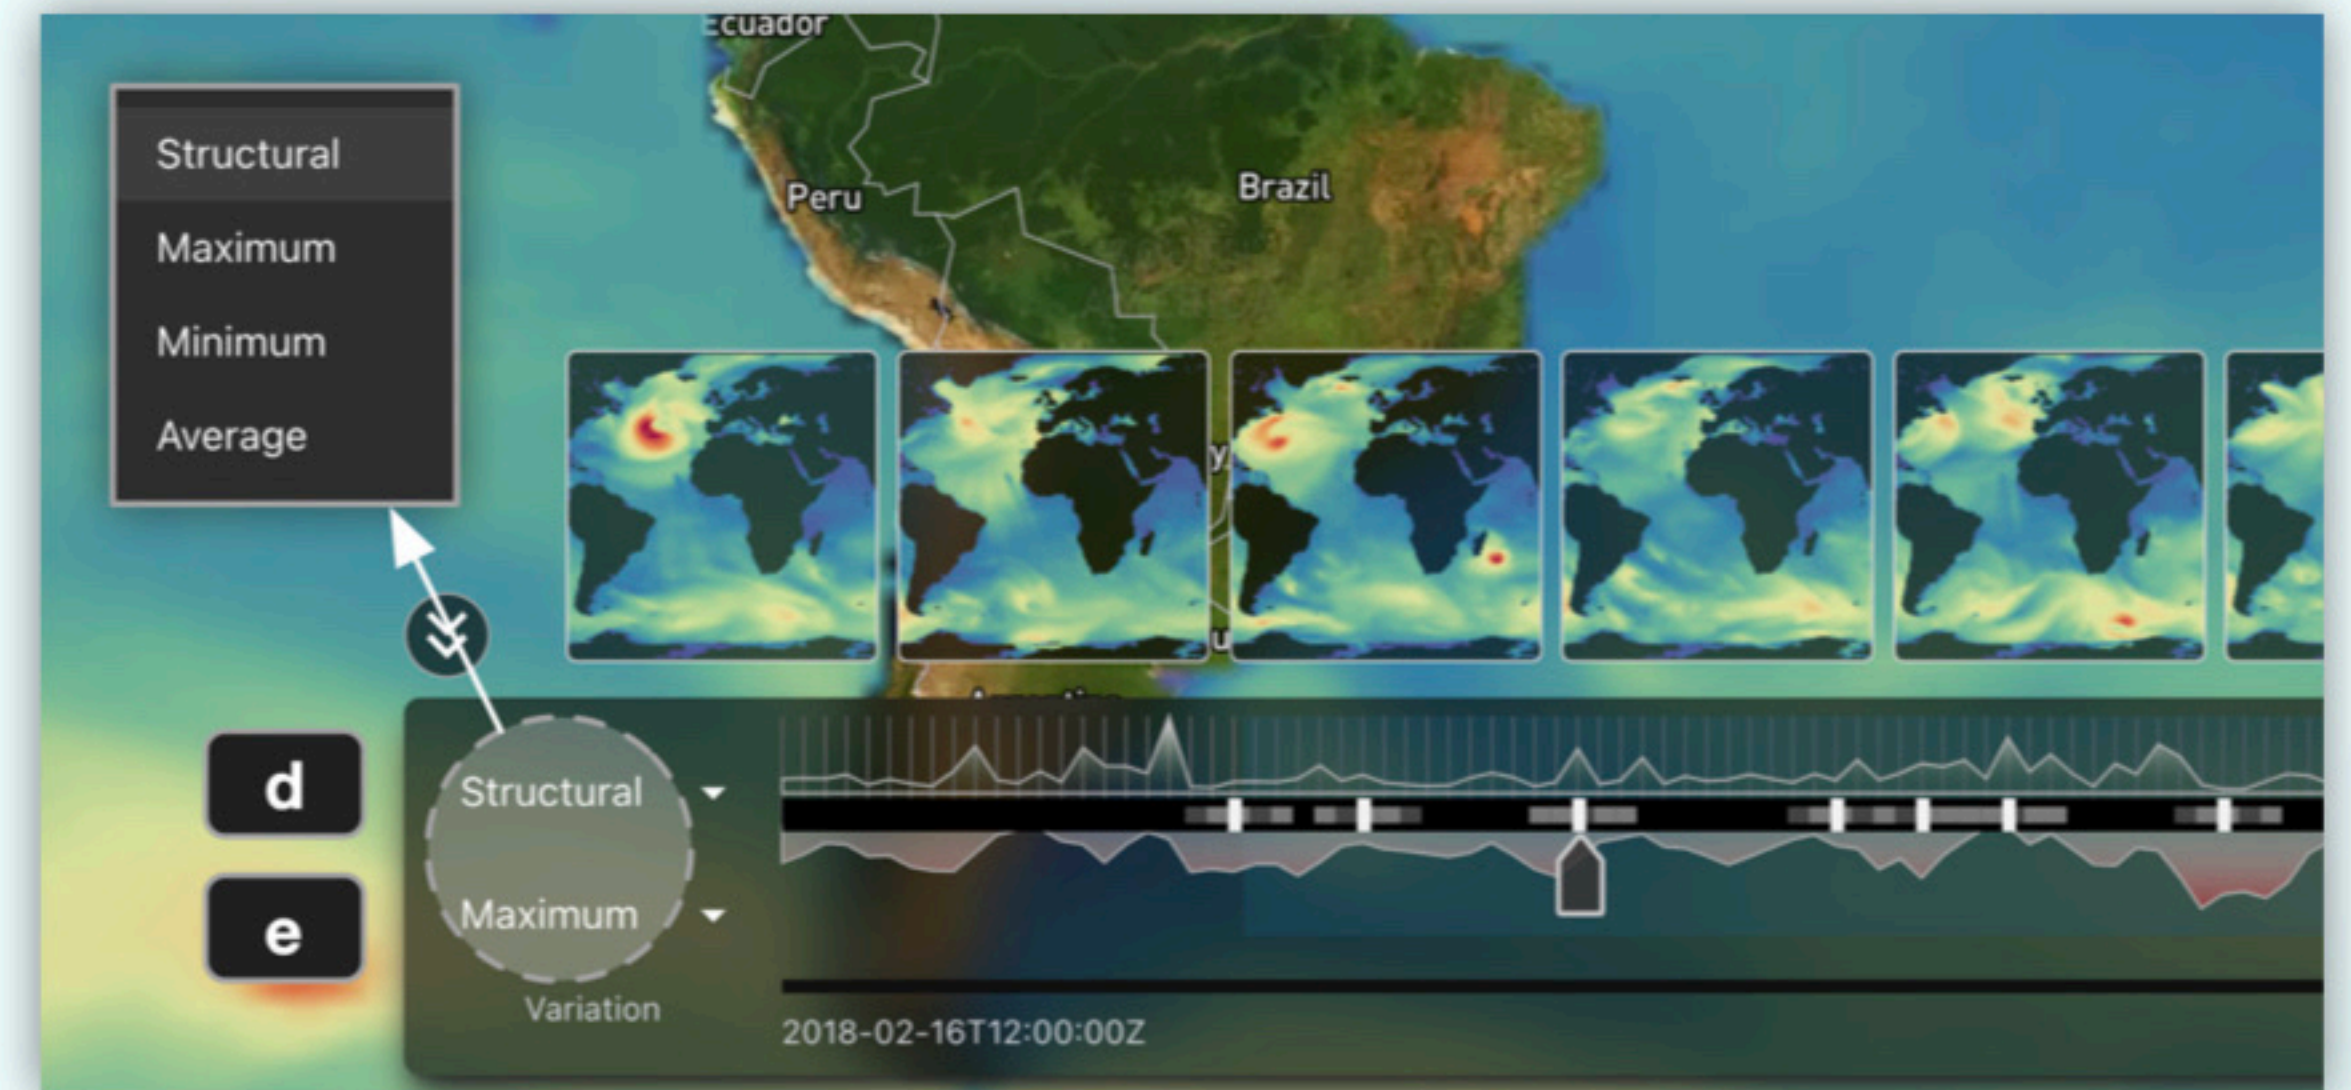 Ecuador
Structural
Maximum
Minimum
Average
Peru
Brazil
d
Structural
e
Maximum
Variation
2018-02-16T12:00:00Z